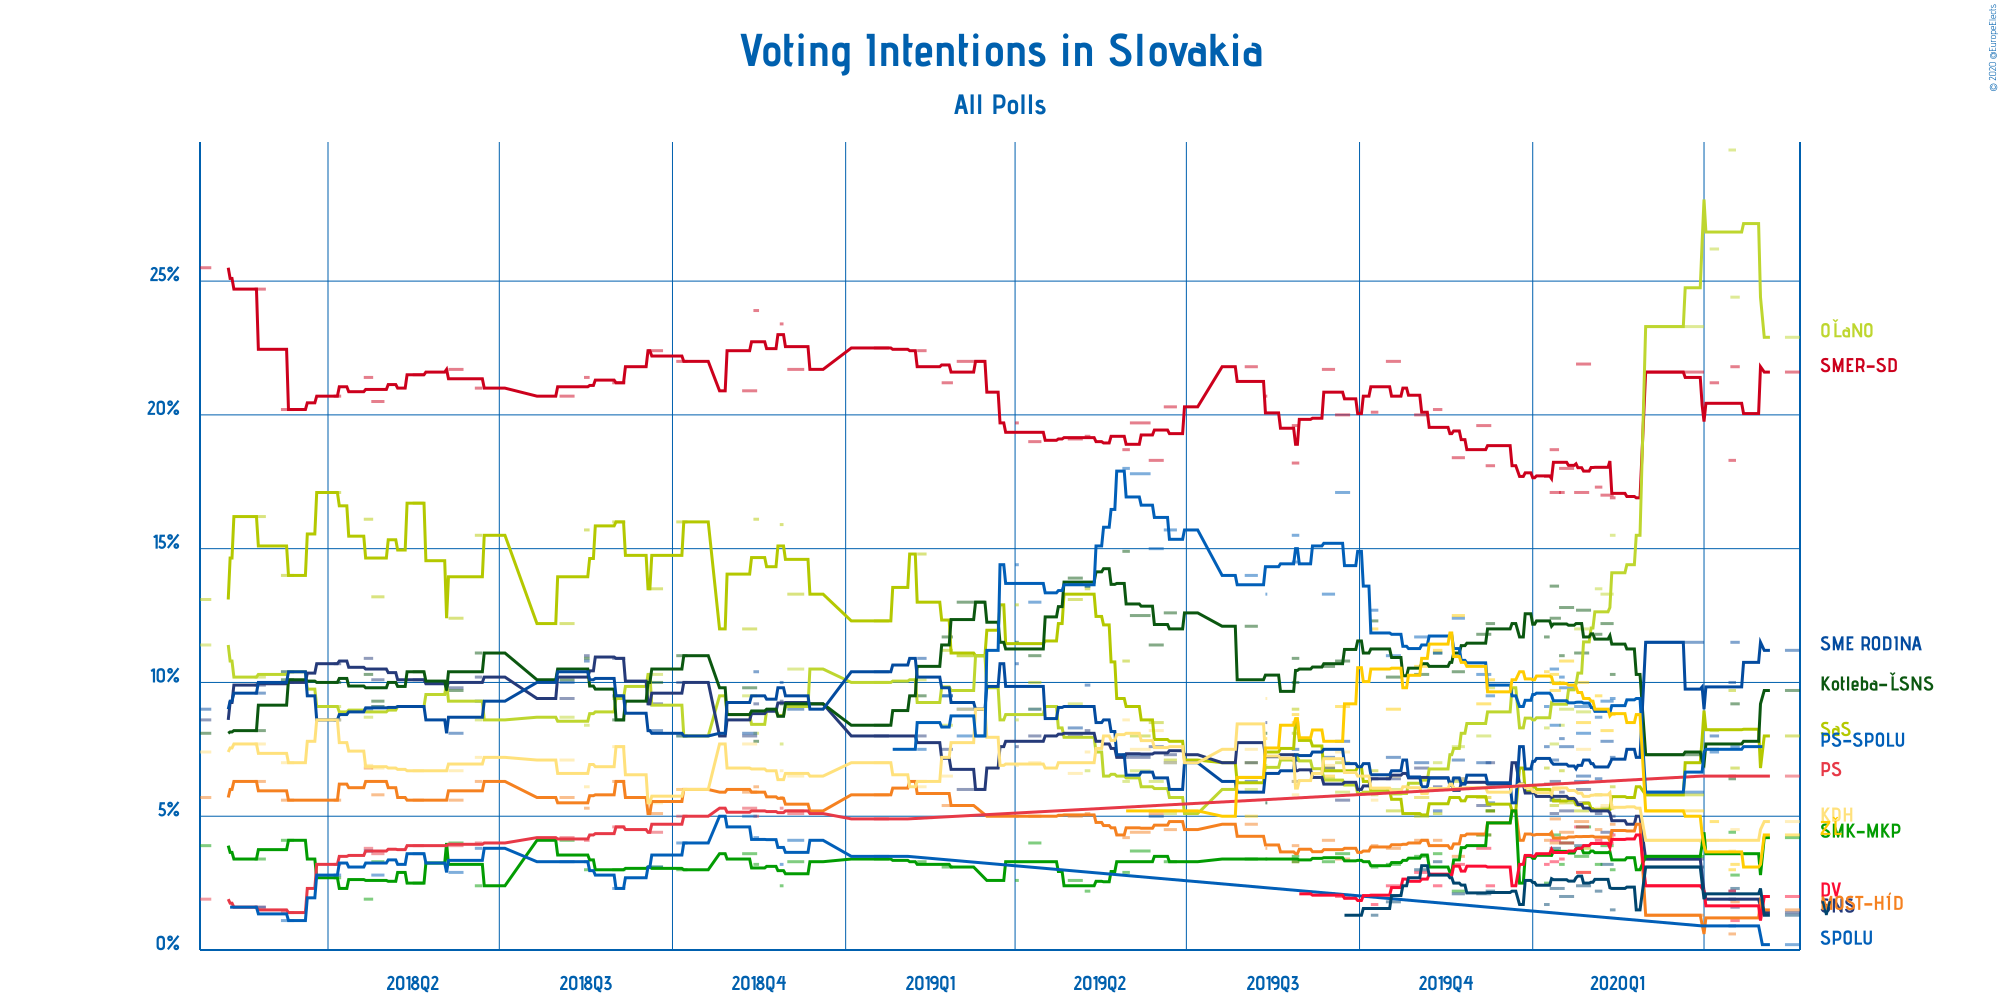 © 2020 @EuropeElects
Voting Intentions in Slovakia
All Polls
25%
20%
15%
10%
5%
0%
OĽaNO
SMER-SD
SME RODINA
Kotleba-ĽSNS
SaS
PS-SPOLU
PS
KDH
SMK-MKP
DV
MOST-HÍD
SPOLU
2018Q2
2018Q3
2018Q4
2019Q1
2019Q2
2019Q3
2019Q4
2020Q1